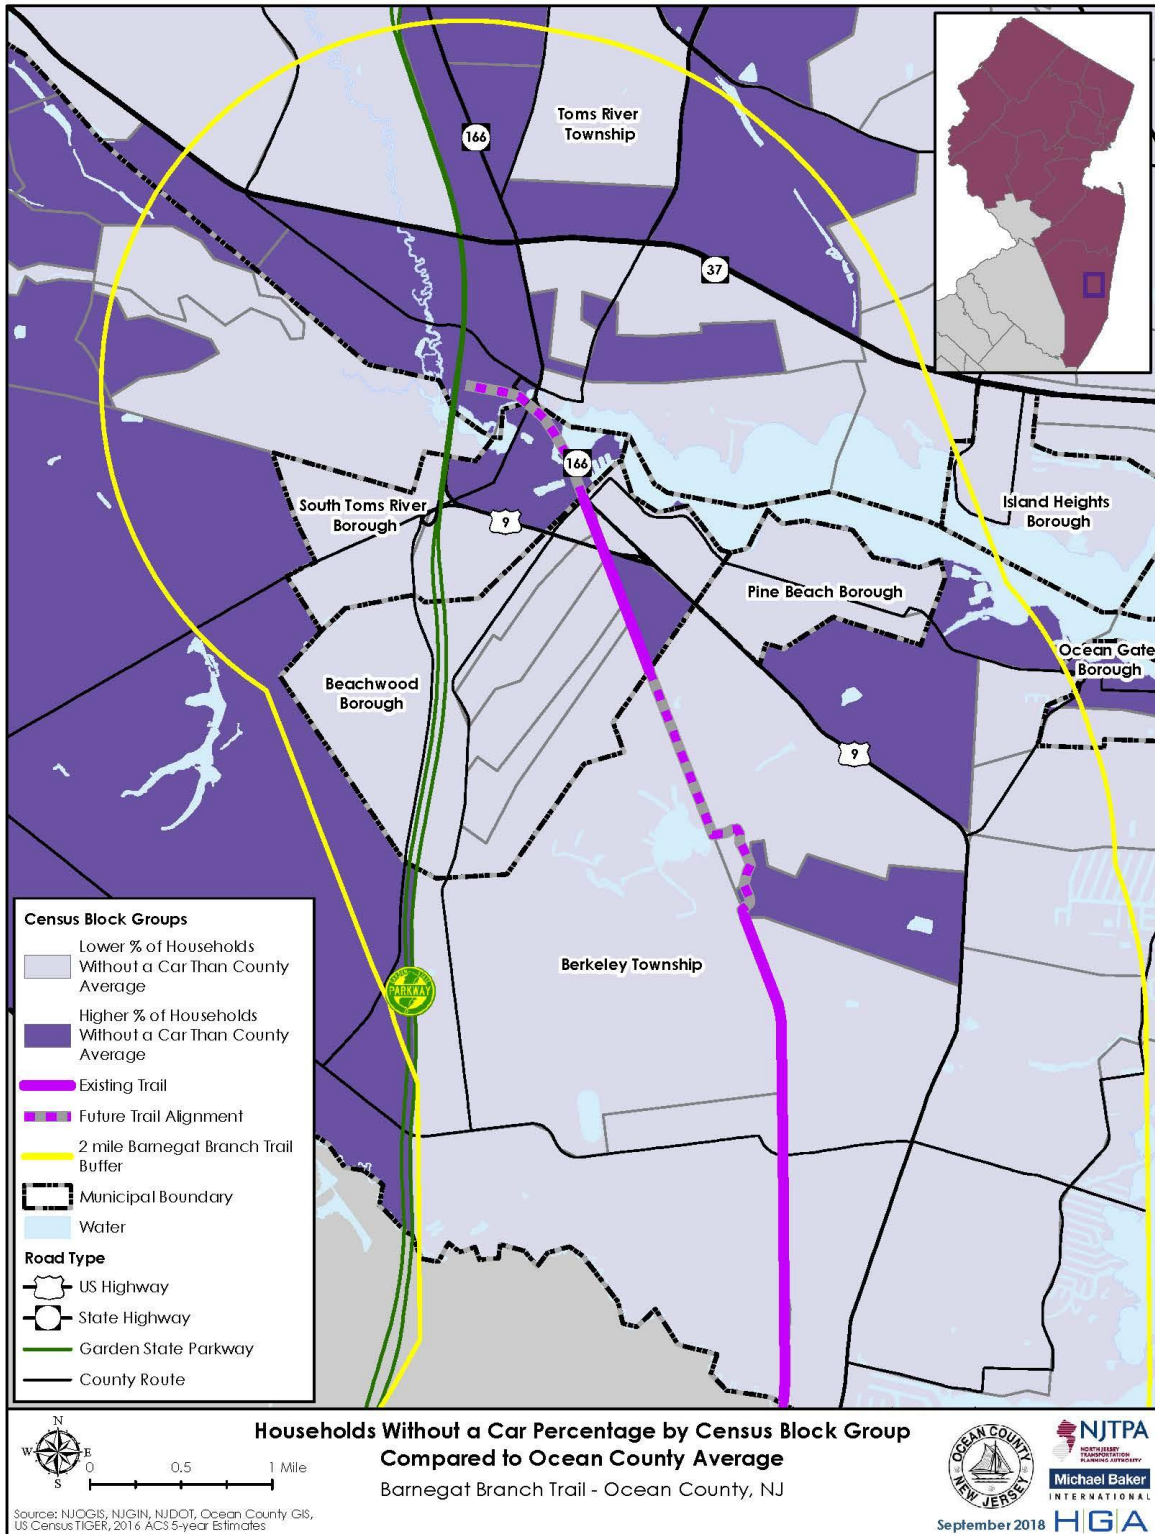 Toms River
Township
166
37
166
South Toms River
Borough
9
Island Heights
Borough
Pine Beach Borough
Ocean Gate
Borough
Beachwood
Borough
9
Berkeley Township
PARKWAY
Census Block Groups
Lower % of Households
Without a Car Than County
Average
Higher % of Households
Without a Car Than County
Average
Existing Trail
Future Trail Alignment
2 mile Barnegat Branch Trail
Buffer
Municipal Boundary
Water
Road Type
US Highway
State Highway
Garden State Parkway
County Route
N
W E
S
0 0.5 1 Mile
Source: NJOGIS, NJGIN, NJDOT, Ocean County GIS,
US Census TIGER, 2016 ACS 5-year Estimates
Households Without a Car Percentage by Census Block Group
Compared to Ocean County Average
Barnegat Branch Trail - Ocean County, NJ
OCEAN COUNTY
NEW JERSEY
NJTPA
NORTH JERSEY
TRANSPORTATION
PLANNING AUTHORITY
Michael Baker
INTERNATIONAL
September 2018
HGA